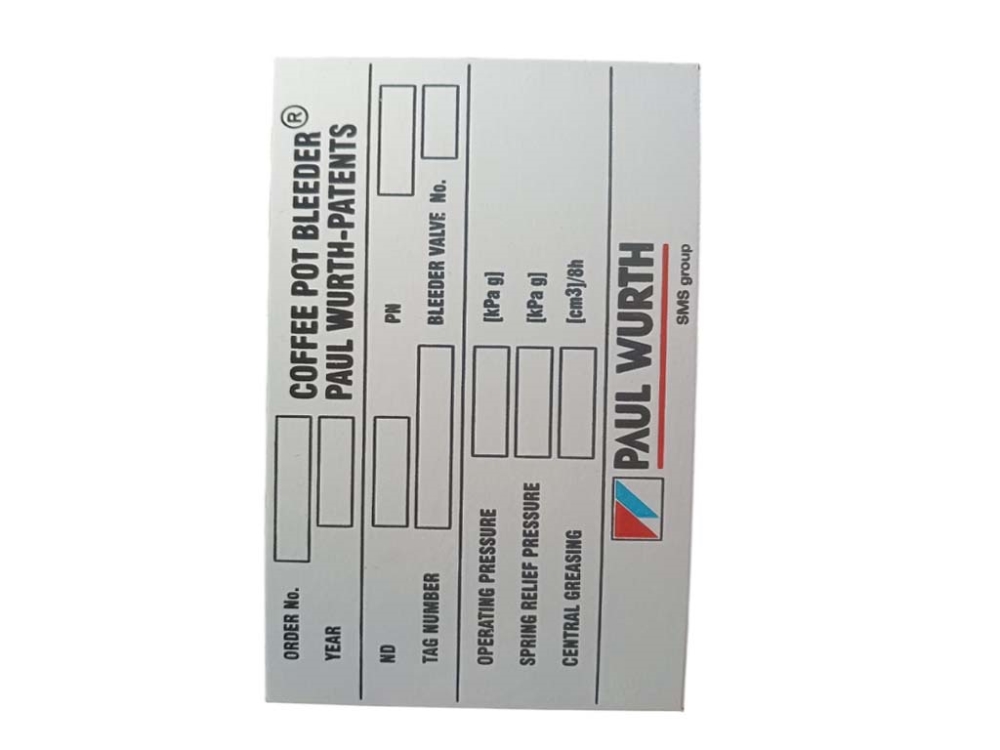 ORDER No.
COFFEE POT BLEEDER®
YEAR
PAUL WURTH-PATENTS
ND PN
TAG NUMBER BLEEDER VALVE No.
OPERATING PRESSURE [kPa g]
SPRING RELIEF PRESSURE [kPa g]
CENTRAL GREASING [cm3]/8h
PAUL WURTH
SMS group